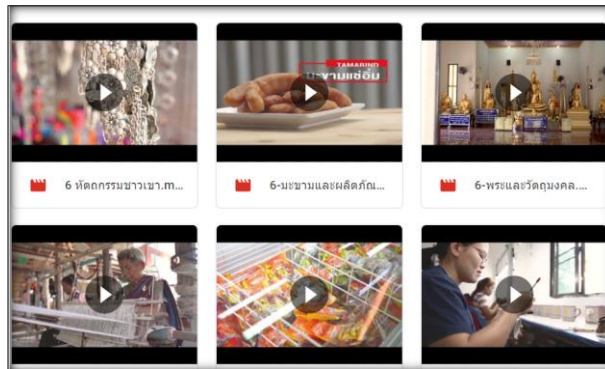 TAMARIND
มะขามแช่อิ่ม
6 หัตถกรรมชาวเขา.m...
6-มะขามและผลิตภัณ...
6-พระและวัตถุมงคล....